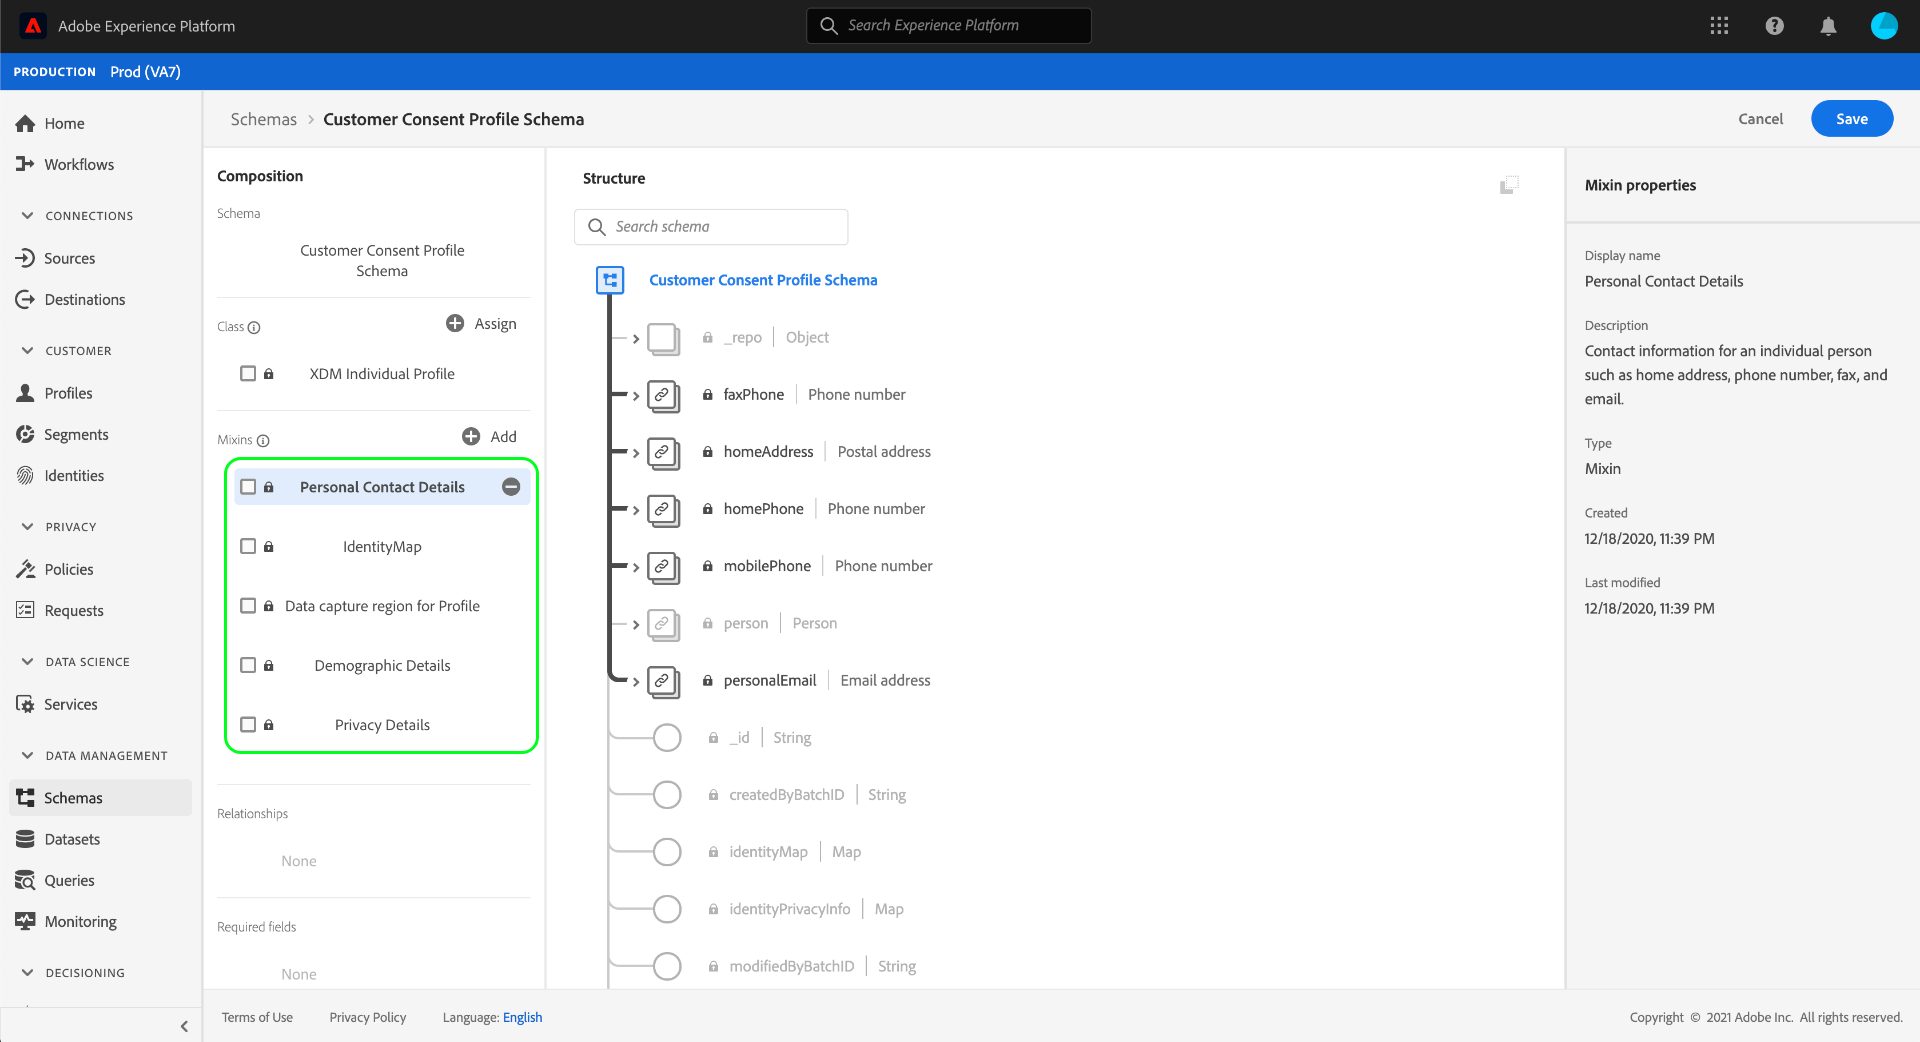 Adobe Experience Platform
Search Experience Platform
PRODUCTION Prod (VA7)
Home
Workflows
CONNECTIONS
Sources
Destinations
CUSTOMER
Profiles
Segments
Identities
PRIVACY
Policies
Requests
DATA SCIENCE
Services
DATA MANAGEMENT
Schemas
Datasets
Queries
Monitoring
DECISIONING
Schemas > Customer Consent Profile Schema
Cancel
Save
Composition
Schema
Customer Consent Profile
Schema
Class
Assign
XDM Individual Profile
Mixins
Add
Personal Contact Details
IdentityMap
Data capture region for Profile
Demographic Details
Privacy Details
Relationships
None
Required fields
None
Structure
Search schema
Customer Consent Profile Schema
_repo | Object
faxPhone | Phone number
homeAddress | Postal address
homePhone | Phone number
mobilePhone | Phone number
person | Person
personalEmail | Email address
_id | String
createdByBatchID | String
identityMap | Map
identityPrivacyInfo | Map
modifiedByBatchID | String
Mixin properties
Display name
Personal Contact Details
Description
Contact information for an individual person
such as home address, phone number, fax, and
email.
Type
Mixin
Created
12/18/2020, 11:39 PM
Last modified
12/18/2020, 11:39 PM
Terms of Use
Privacy Policy
Language: English
Copyright © 2021 Adobe Inc. All rights reserved.